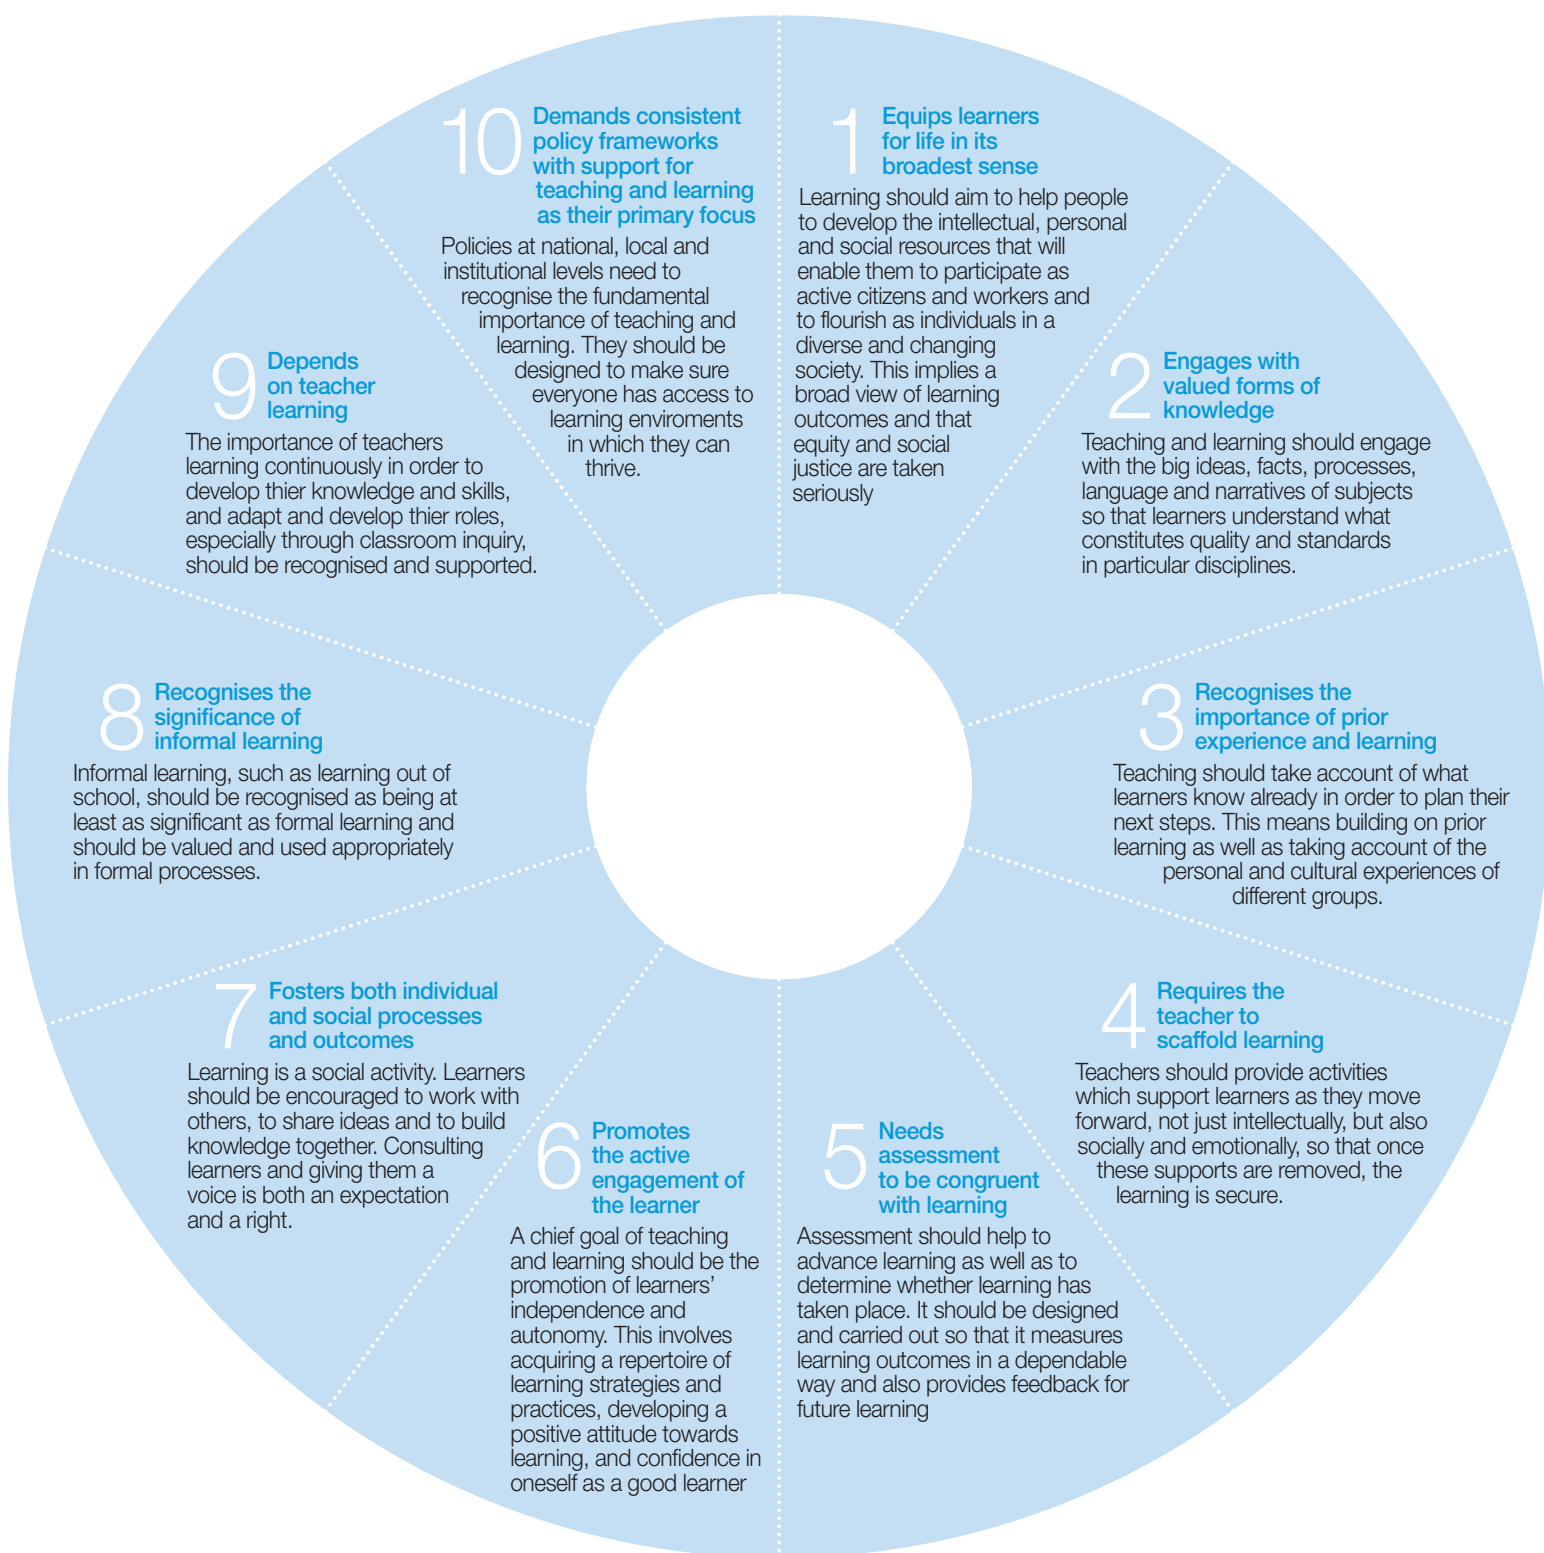 1
Equips learners
for life in its
broadest sense
Learning should aim to help people
to develop the intellectual, personal
and social resources that will
enable them to participate as
active citizens and workers and
to flourish as individuals in a
diverse and changing
society. This implies a
broad view of learning
outcomes and that
equity and social
justice are taken
seriously
2
Engages with
valued forms of
knowledge
Teaching and learning should engage
with the big ideas, facts, processes,
language and narratives of subjects
so that learners understand what
constitutes quality and standards
in particular disciplines.
3
Recognises the
importance of prior
experience and learning
Teaching should take account of what
learners know already in order to plan their
next steps. This means building on prior
learning as well as taking account of the
personal and cultural experiences of
different groups.
4
Requires the
teacher to
scaffold learning
Teachers should provide activities
which support learners as they move
forward, not just intellectually, but also
socially and emotionally, so that once
these supports are removed, the
learning is secure.
5
Needs
assessment
to be congruent
with learning
Assessment should help to
advance learning as well as to
determine whether learning has
taken place. It should be designed
and carried out so that it measures
learning outcomes in a dependable
way and also provides feedback for
future learning
6
Promotes
the active
engagement of
the learner
A chief goal of teaching
and learning should be the
promotion of learners'
independence and
autonomy. This involves
acquiring a repertoire of
learning strategies and
practices, developing a
positive attitude towards
learning, and confidence in
oneself as a good learner
7
Fosters both individual
and social processes
and outcomes
Learning is a social activity. Learners
should be encouraged to work with
others, to share ideas and to build
knowledge together. Consulting
learners and giving them a
voice is both an expectation
and a right.
8
Recognises the
significance of
informal learning
Informal learning, such as learning out of
school, should be recognised as being at
least as significant as formal learning and
should be valued and used appropriately
in formal processes.
9
Depends
on teacher
learning
The importance of teachers
learning continuously in order to
develop thier knowledge and skills,
and adapt and develop thier roles,
especially through classroom inquiry,
should be recognised and supported.
10
Demands consistent
policy frameworks
with support for
teaching and learning
as their primary focus
Policies at national, local and
institutional levels need to
recognise the fundamental
importance of teaching and
learning. They should be
designed to make sure
everyone has access to
learning enviroments
in which they can
thrive.